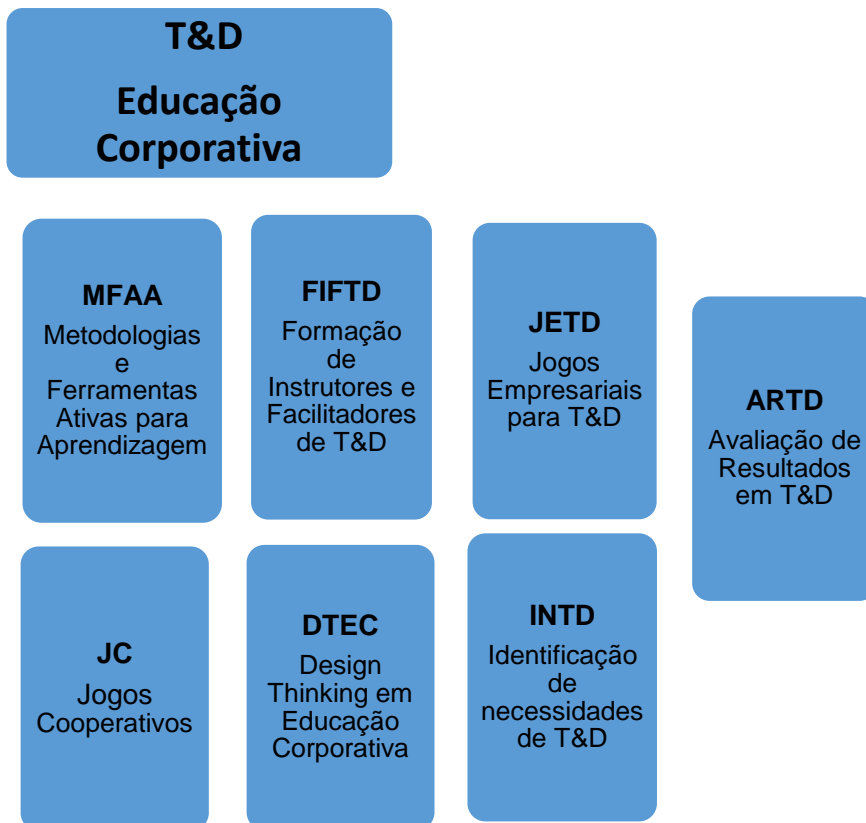 T&D
Educação
Corporativa
MFAA
Metodologias
e
Ferramentas
Ativas para
Aprendizagem
FIFTD
Formação
de
Instrutores e
Facilitadores
de T&D
JETD
Jogos
Empresariais
para T&D
ARTD
Avaliação de
Resultados
em T&D
JC
Jogos
Cooperativos
DTEC
Design
Thinking em
Educação
Corporativa
INTD
Identificação
de
necessidades
de T&D